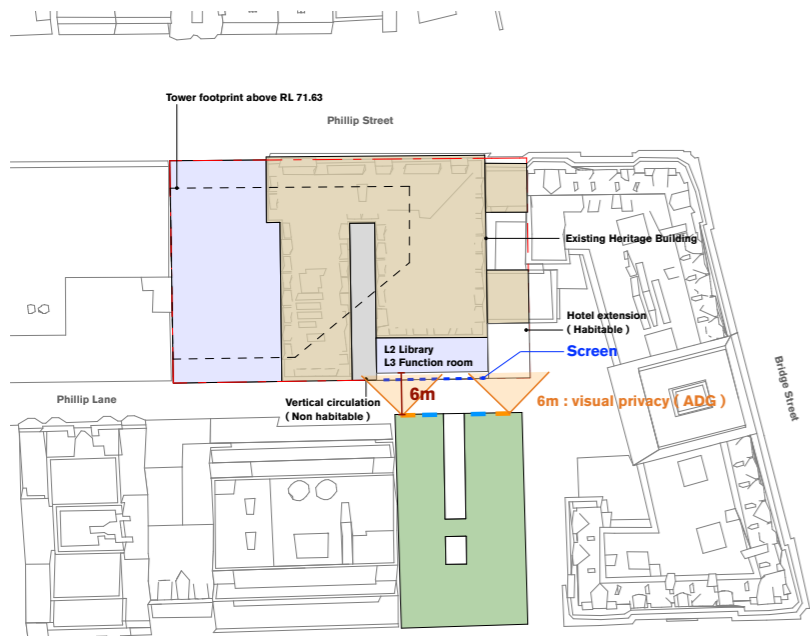 Tower footprint above RL 71.63
Phillip Street
Existing Heritage Building
Hotel extension
( Habitable )
L2 Library
L3 Function room
Screen
Bridge Street
Phillip Lane
Vertical circulation
( Non habitable )
6m
6m : visual privacy ( ADG )